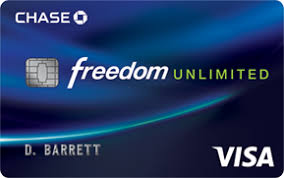 CHASE
freedom UNLIMITED
D. BARRETT
VISA